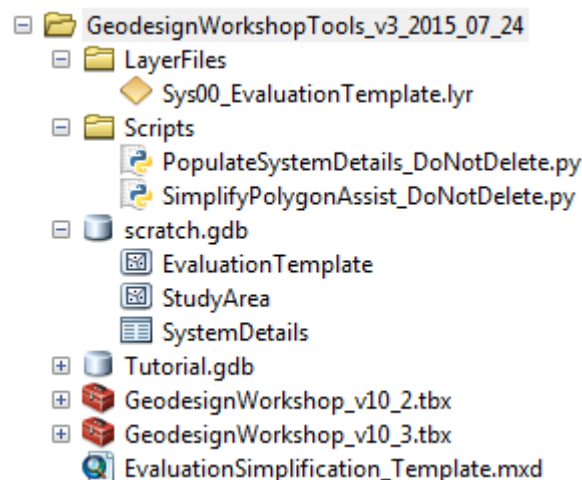 GeodesignWorkshopTools_v3_2015_07_24
LayerFiles
Sys00_EvaluationTemplate.lyr
Scripts
PopulateSystemDetails_DoNotDelete.py
SimplifyPolygonAssist_DoNotDelete.py
scratch.gdb
EvaluationTemplate
StudyArea
SystemDetails
Tutorial.gdb
GeodesignWorkshop_v10_2.tbx
GeodesignWorkshop_v10_3.tbx
EvaluationSimplification_Template.mxd